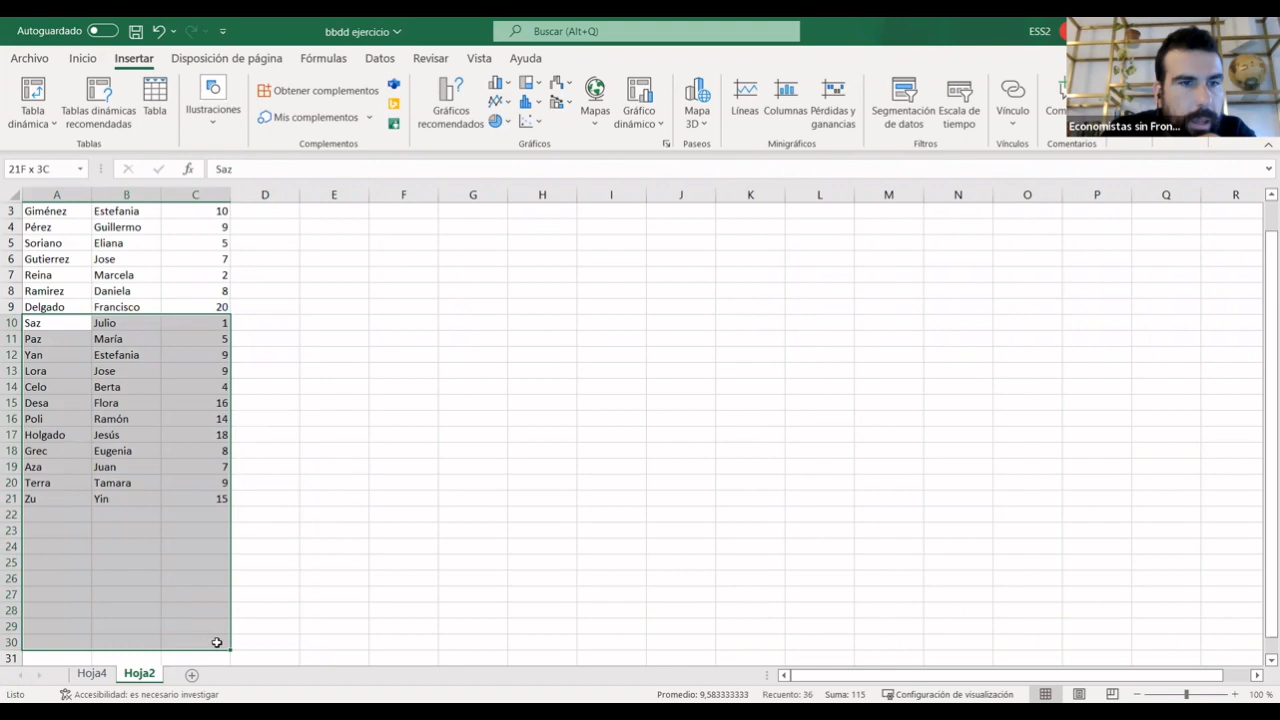 Autoguardado bbdd ejercicio Buscar (Alt+Q) ESS2
Archivo Inicio Insertar Disposición de página Fórmulas Datos Revisar Vista Ayuda
Tabla dinámica
Tablas dinámicas recomendadas
Tabla
Ilustraciones
Obtener complementos
Mis complementos
Gráficos recomendados
Mapas
Gráfico dinámico
Mapa 3D
Líneas
Columnas
Pérdidas y ganancias
Segmentación de datos
Escala de tiempo
Vínculo
Economistas sin Fron...
Tablas Complementos Gráficos Paseos Minigráficos Filtros Vínculos Comentarios
21F x 3C fx Saz
A B C D E F G H I J K L M N O P Q R
3 Giménez Estefania 10
4 Pérez Guillermo 9
5 Soriano Eliana 5
6 Gutierrez Jose 7
7 Reina Marcela 2
8 Ramirez Daniela 8
9 Delgado Francisco 20
10 Saz Julio 1
11 Paz María 5
12 Yan Estefania 9
13 Lora Jose 9
14 Celo Berta 4
15 Desa Flora 16
16 Poli Ramón 14
17 Holgado Jesús 18
18 Grec Eugenia 8
19 Aza Juan 7
20 Terra Tamara 9
21 Zu Yin 15
22
23
24
25
26
27
28
29
30
31
Hoja4 Hoja2
Listo Accesibilidad: es necesario investigar Promedio: 9,583333333 Recuento: 36 Suma: 115 Configuración de visualización 100 %